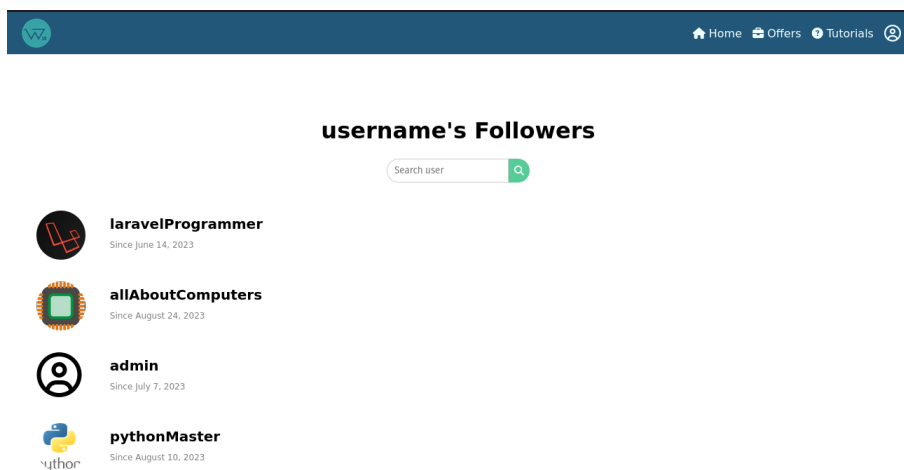 Home Offers Tutorials
username's Followers
Search user
laravelProgrammer
Since June 14, 2023
allAboutComputers
Since August 24, 2023
admin
Since July 7, 2023
pythonMaster
Since August 10, 2023